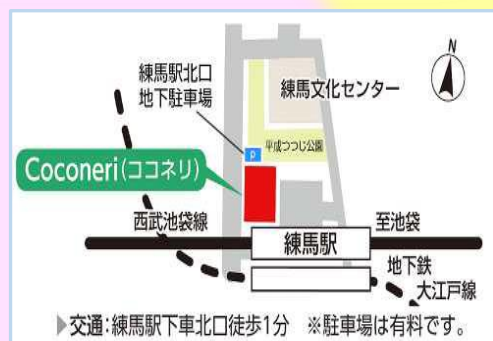 N
練馬駅北口
地下駐車場
練馬文化センター
P
平成つつじ公園
Coconeri(ココネリ)
西武池袋線
至池袋
練馬駅
地下鉄
大江戸線
▶交通:練馬駅下車北口徒歩1分 ※駐車場は有料です。